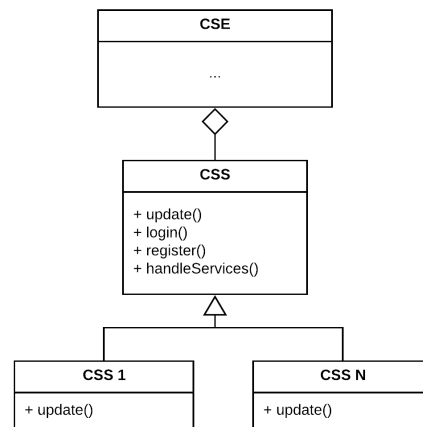 CSE
...
CSS
+ update()
+ login()
+ register()
+ handleServices()
CSS 1
CSS N
+ update()
+ update()